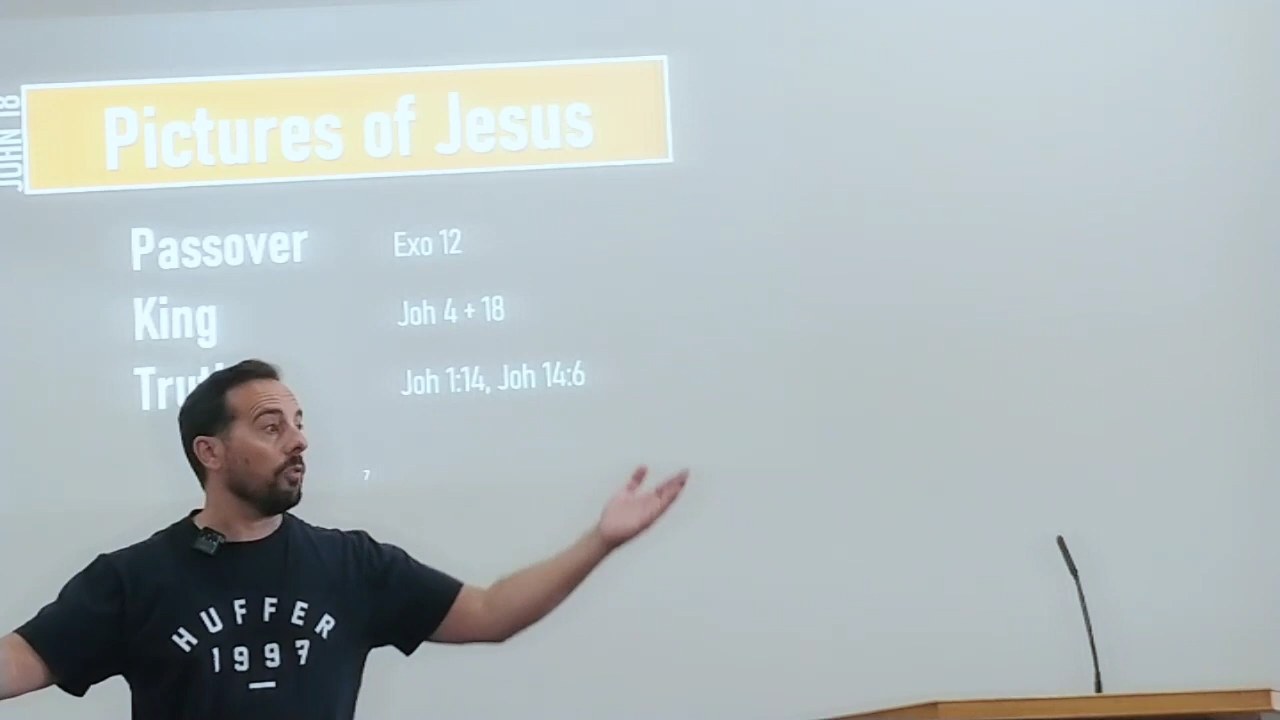 JOHN 18
Pictures of Jesus
Passover Exo 12
King Joh 4 + 18
Joh 1:14, Joh 14:6
7
HUFFER
1997